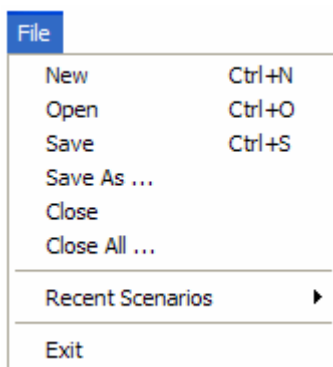 File
New Ctrl+N
Open Ctrl+O
Save Ctrl+S
Save As ...
Close
Close All ...
Recent Scenarios
Exit